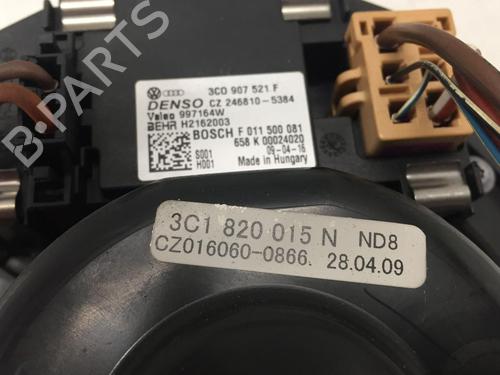 3C0 907 521 F
DENSO CZ 246810-5384
Valeo 997164W
BEHR H2162003
BOSCH F 011 500 081
658 K 00024020
S001 09-04-16
H001 Made in Hungary
3C1 820 015 N ND8
CZ016060-0866. 28.04.09
B-PARTS